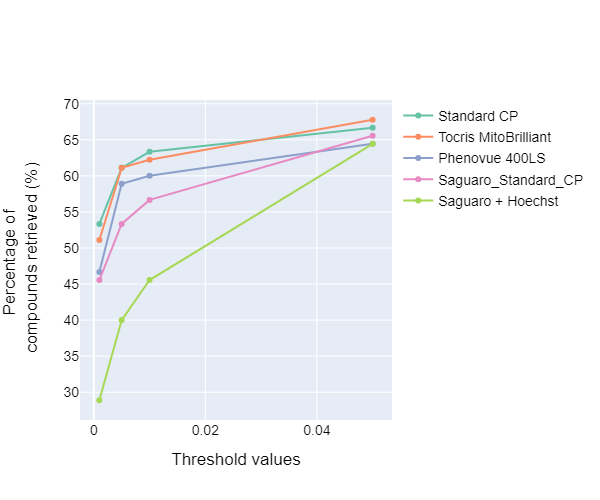 70
65
60
55
50
45
40
35
30
0
0.02
0.04
Threshold values
Percentage of
compounds retrieved (%)
Standard CP
Tocris MitoBrilliant
Phenovue 400LS
Saguaro_Standard_CP
Saguaro + Hoechst